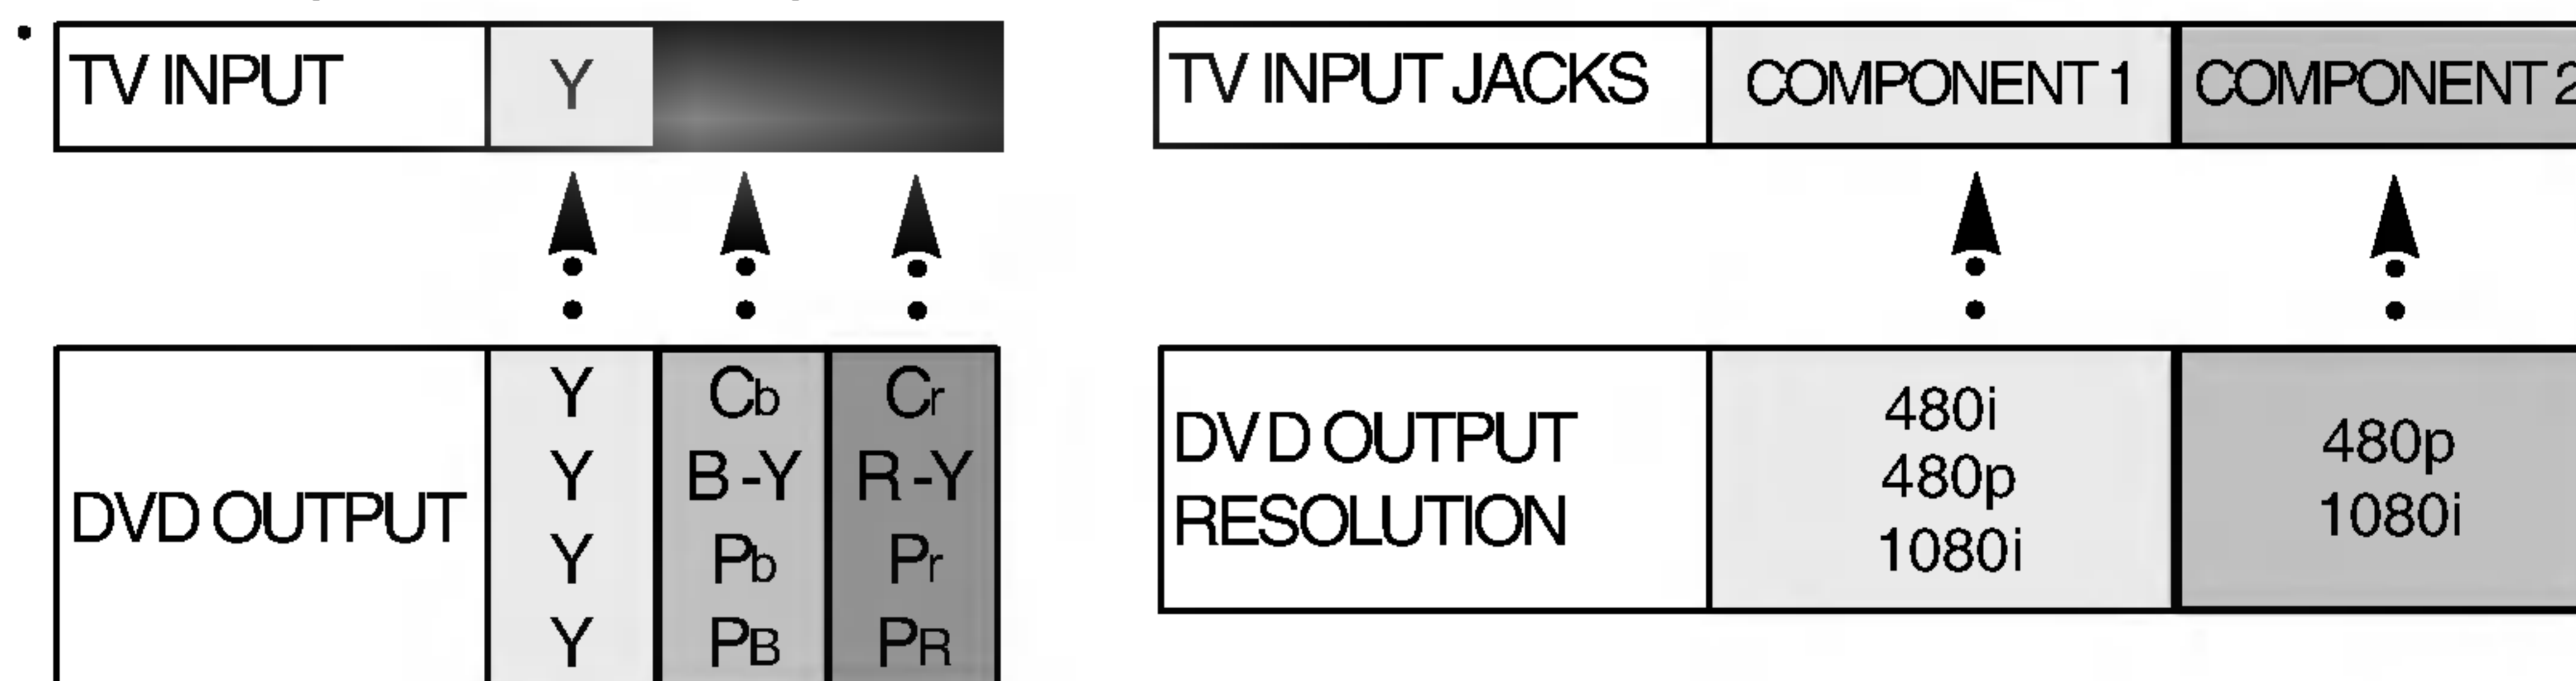 TV INPUT Y
DVD OUTPUT
Y Cb Cr
Y B-Y R-Y
Y Pb Pr
Y PB PR
TV INPUT JACKS COMPONENT 1 COMPONENT 2
DVD OUTPUT
RESOLUTION
480i
480p
1080i
480p
1080i